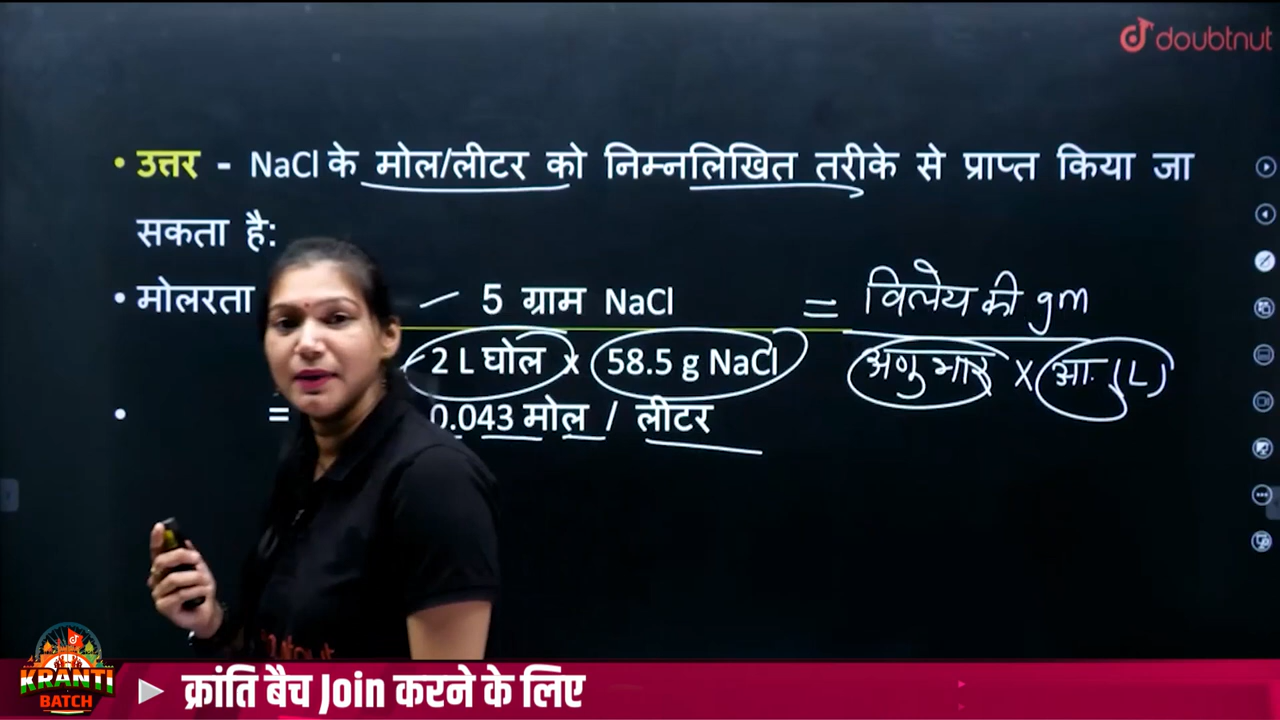 doubtnut
• उत्तर - NaCl के मोल/लीटर को निम्नलिखित तरीके से प्राप्त किया जा
सकता है:
• मोलरता 5 ग्राम NaCl = विलेय की gm
2 L घोल x 58.5 g NaCl अणु भार x आ. (L)
• = 0.043 मोल / लीटर
KRANTI
BATCH
क्रांति बैच Join करने के लिए